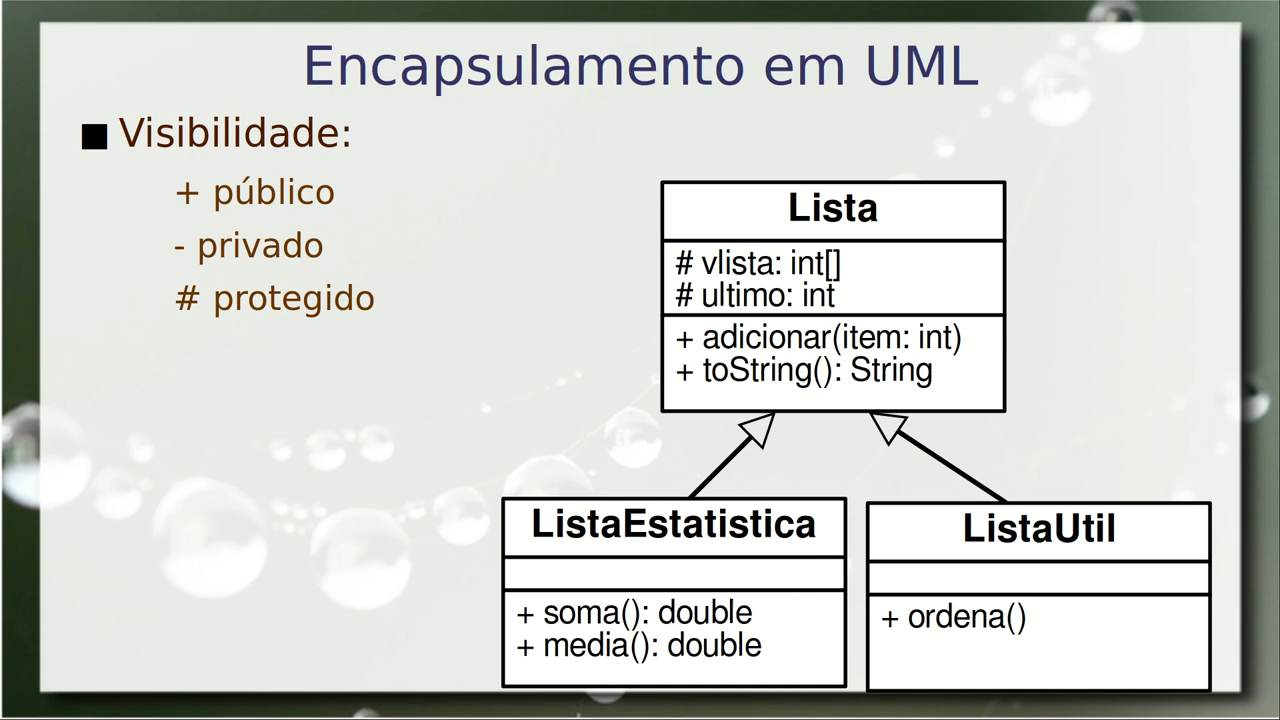 Encapsulamento em UML
■ Visibilidade:
+ público
- privado
# protegido
Lista
# vlista: int[]
# ultimo: int
+ adicionar(item: int)
+ toString(): String
ListaEstatistica
+ soma(): double
+ media(): double
ListaUtil
+ ordena()